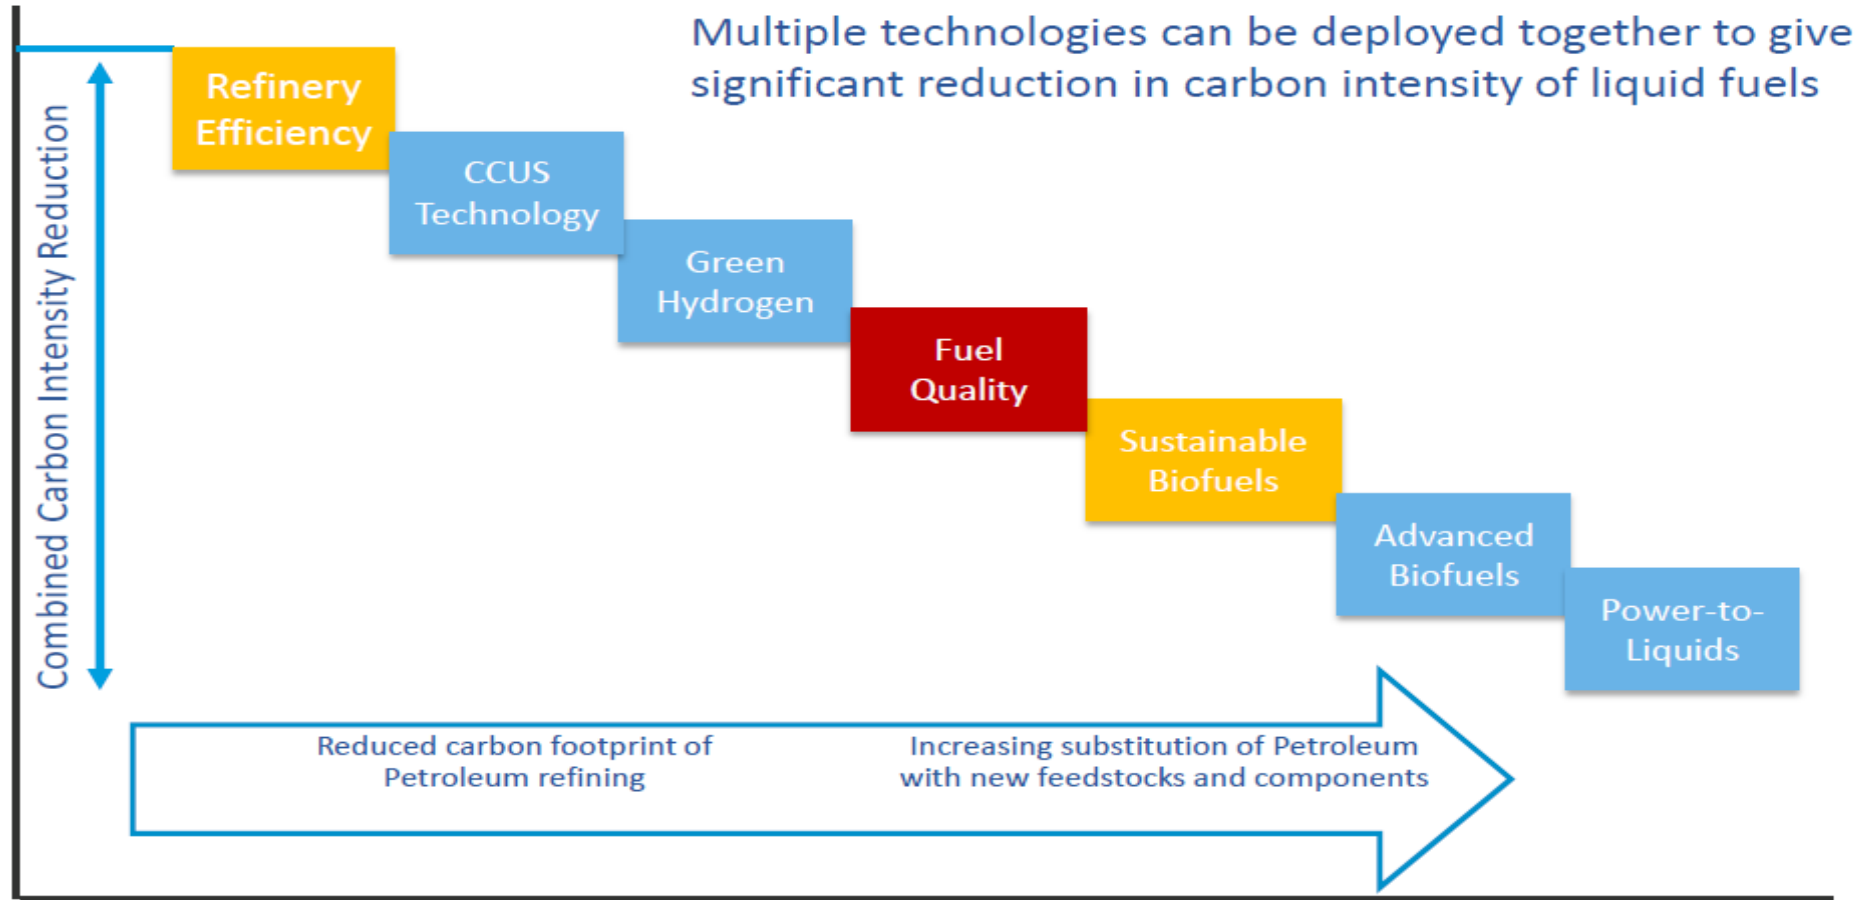 Multiple technologies can be deployed together to give
significant reduction in carbon intensity of liquid fuels
Combined Carbon Intensity Reduction
Refinery
Efficiency
CCUS
Technology
Green
Hydrogen
Fuel
Quality
Sustainable
Biofuels
Advanced
Biofuels
Power-to-
Liquids
Reduced carbon footprint of
Petroleum refining
Increasing substitution of Petroleum
with new feedstocks and components